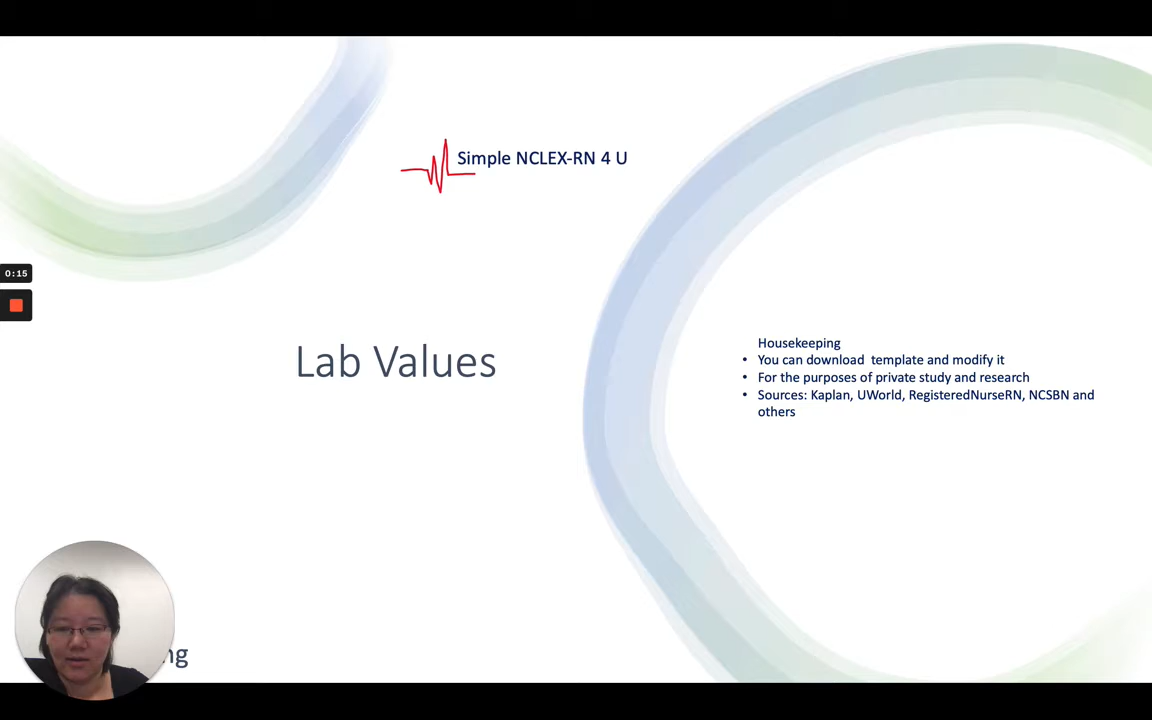 Simple NCLEX-RN 4 U
0:15
Lab Values
Housekeeping
• You can download template and modify it
• For the purposes of private study and research
• Sources: Kaplan, UWorld, RegisteredNurseRN, NCSBN and
others